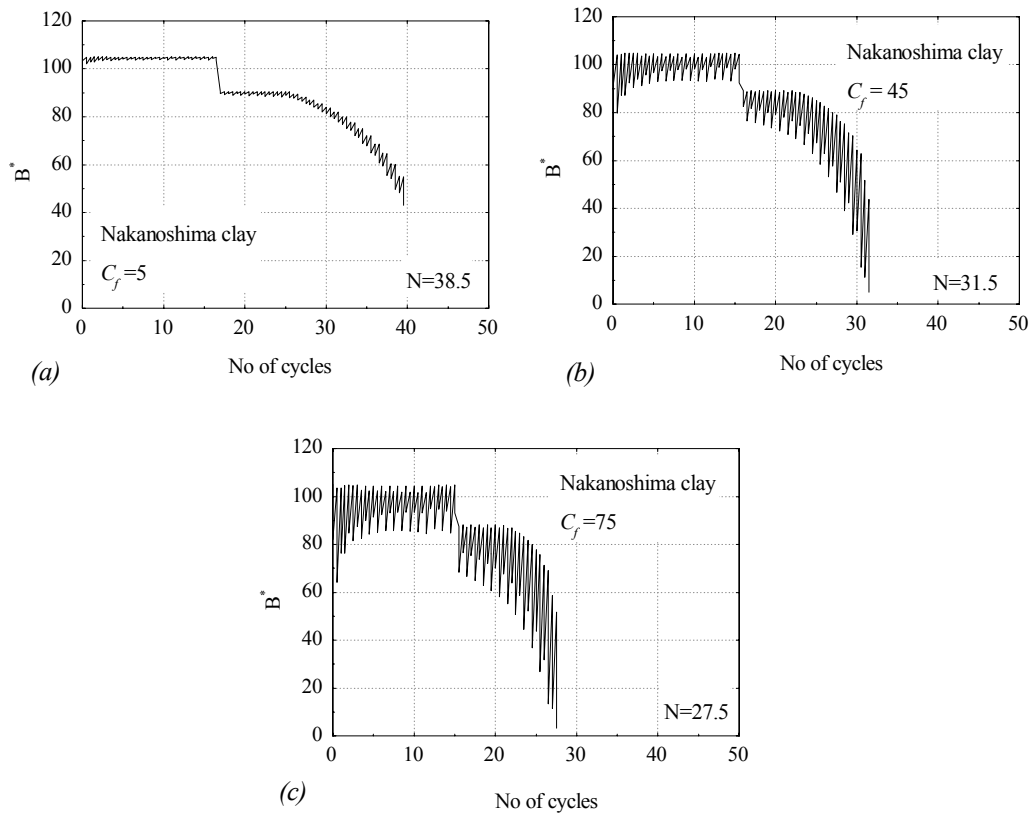 120
100
80
60
40
20
0
B*
Nakanoshima clay
C_f =5
N=38.5
0 10 20 30 40 50
No of cycles
(a)
120
100
80
60
40
20
0
B*
Nakanoshima clay
C_f = 45
N=31.5
0 10 20 30 40 50
No of cycles
(b)
120
100
80
60
40
20
0
B*
Nakanoshima clay
C_f =75
N=27.5
0 10 20 30 40 50
No of cycles
(c)